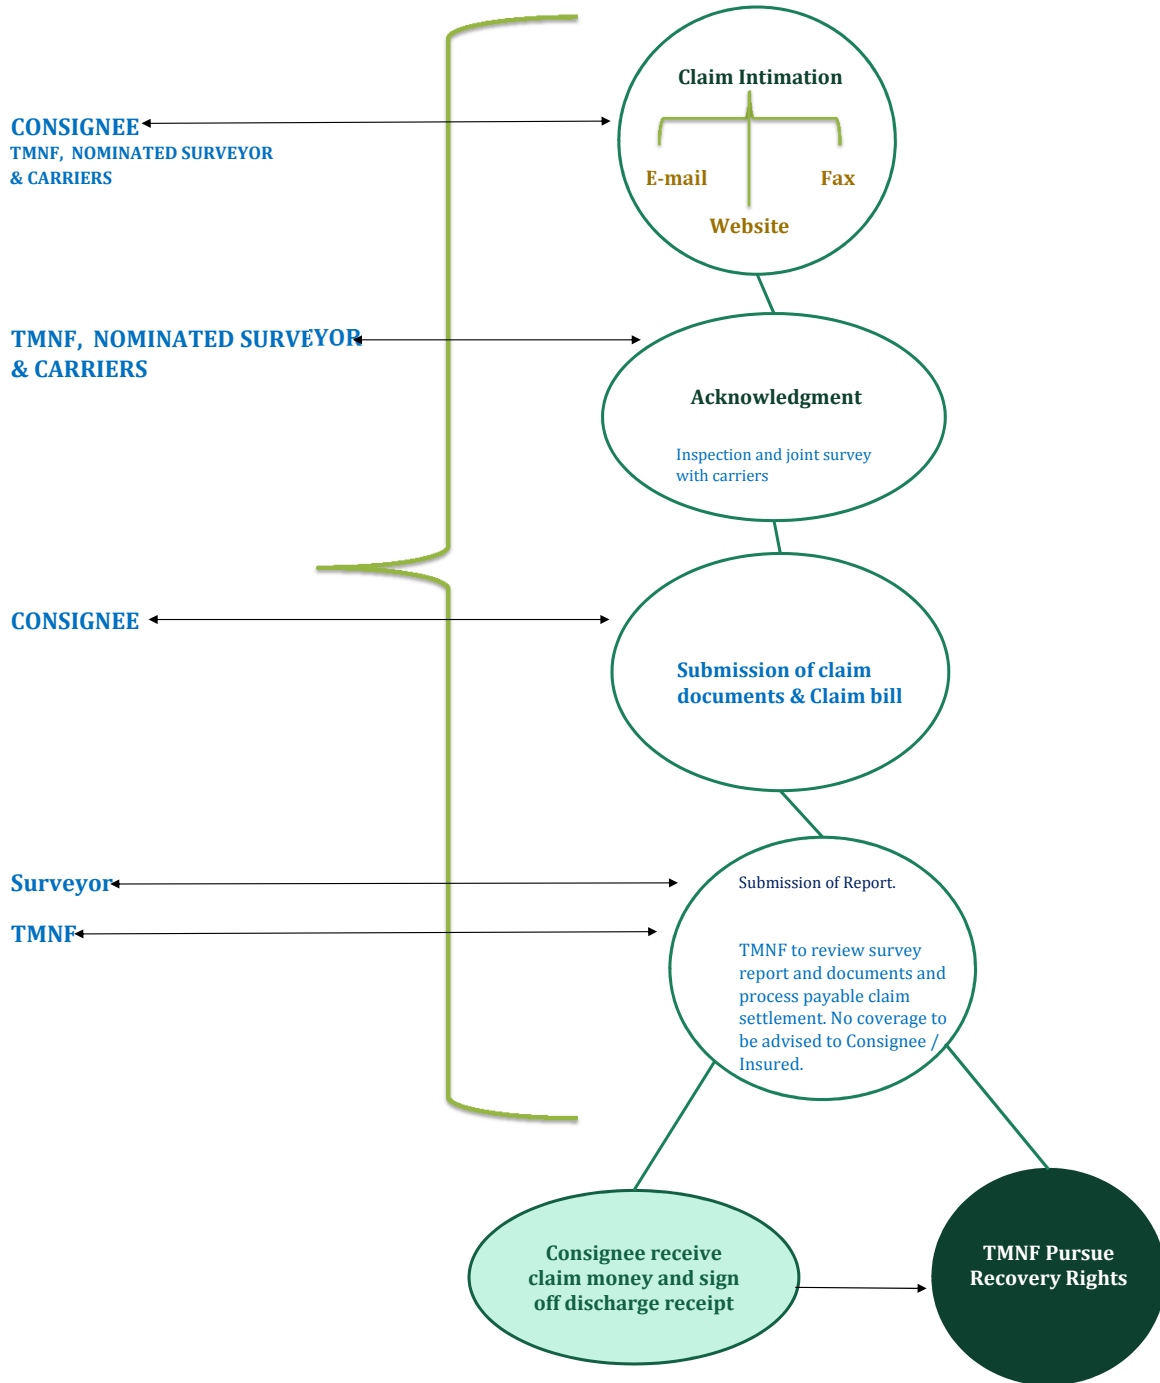 Claim Intimation
CONSIGNEE
TMNF, NOMINATED SURVEYOR
& CARRIERS
E-mail
Fax
Website
TMNF, NOMINATED SURVEYOR
& CARRIERS
Acknowledgment
Inspection and joint survey
with carriers
CONSIGNEE
Submission of claim
documents & Claim bill
Surveyor
Submission of Report.
TMNF
TMNF to review survey
report and documents and
process payable claim
settlement. No coverage to
be advised to Consignee /
Insured.
Consignee receive
claim money and sign
off discharge receipt
TMNF Pursue
Recovery Rights